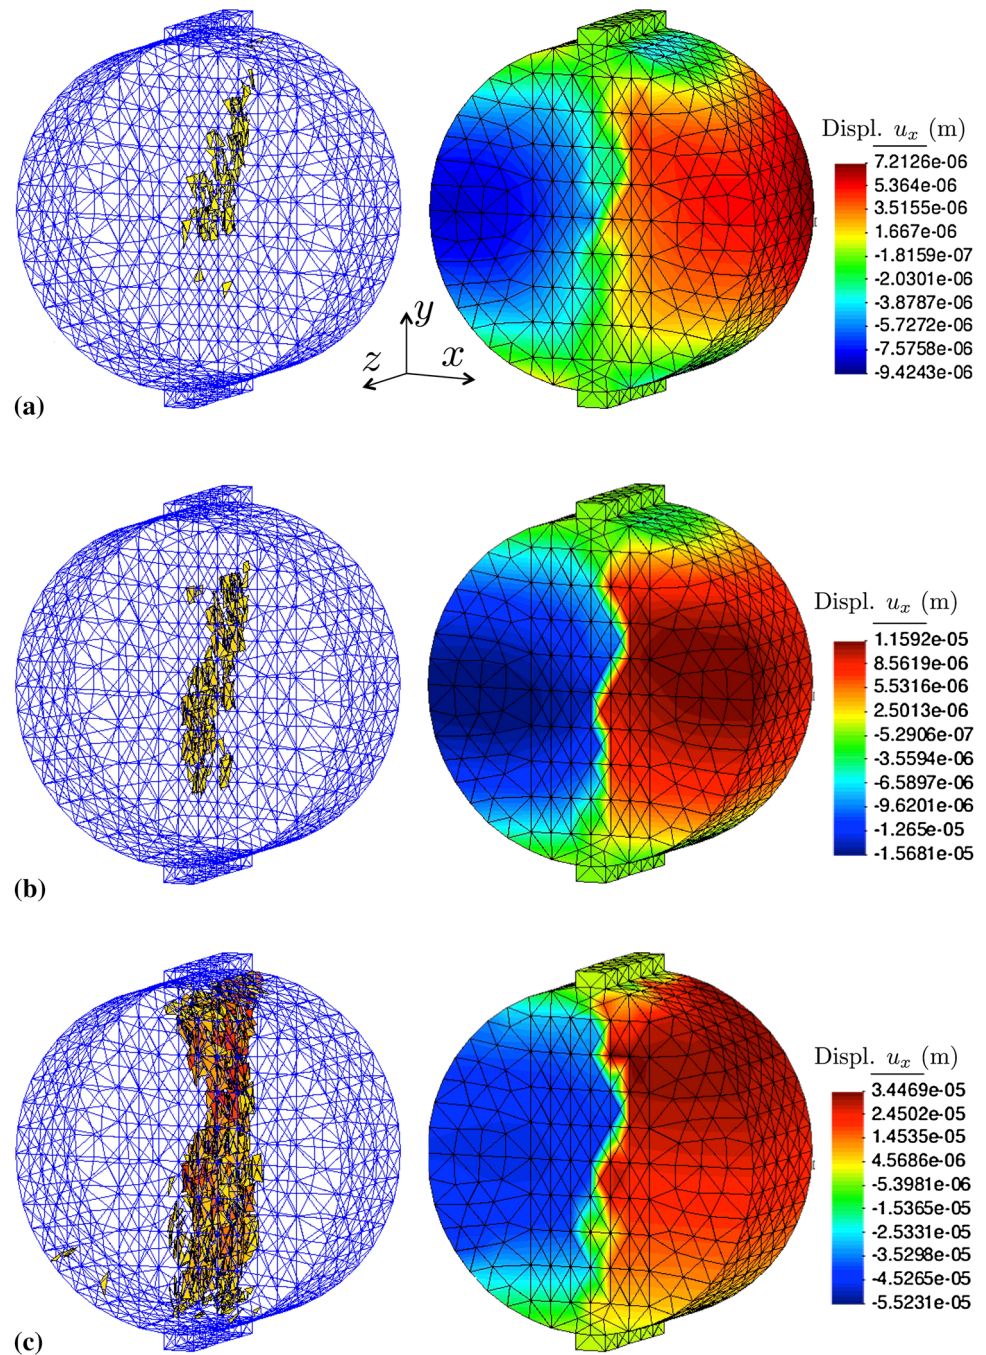 Displ. u_x (m)
7.2126e-06
5.364e-06
3.5155e-06
1.667e-06
-1.8159e-07
-2.0301e-06
-3.8787e-06
-5.7272e-06
-7.5758e-06
-9.4243e-06
y
z
x
(a)
Displ. u_x (m)
1.1592e-05
8.5619e-06
5.5316e-06
2.5013e-06
-5.2906e-07
-3.5594e-06
-6.5897e-06
-9.6201e-06
-1.265e-05
-1.5681e-05
(b)
Displ. u_x (m)
3.4469e-05
2.4502e-05
1.4535e-05
4.5686e-06
-5.3981e-06
-1.5365e-05
-2.5331e-05
-3.5298e-05
-4.5265e-05
-5.5231e-05
(c)